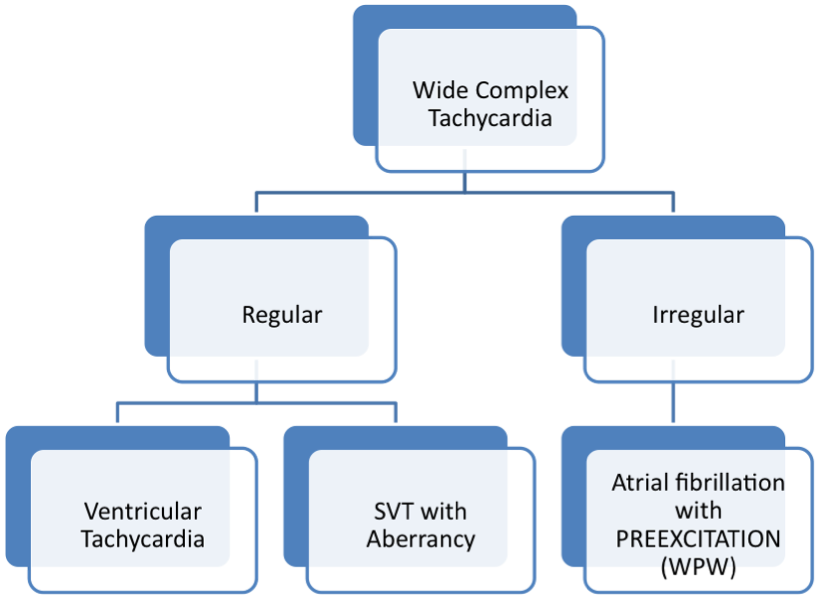 Wide Complex
Tachycardia
Regular
Irregular
Ventricular
Tachycardia
SVT with
Aberrancy
Atrial fibrillation
with
PREEXCITATION
(WPW)